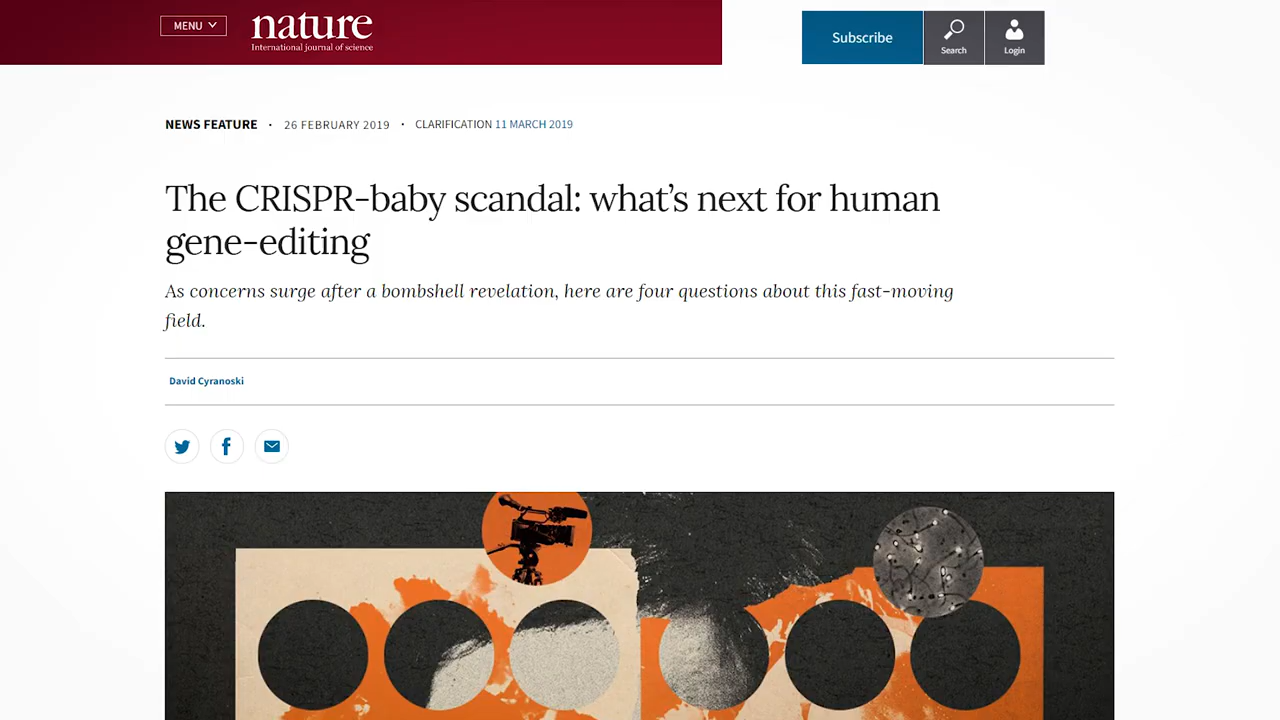 MENU
nature
International journal of science
Subscribe
Search
Login
NEWS FEATURE · 26 FEBRUARY 2019 · CLARIFICATION 11 MARCH 2019
The CRISPR-baby scandal: what’s next for human
gene-editing
As concerns surge after a bombshell revelation, here are four questions about this fast-moving
field.
David Cyranoski